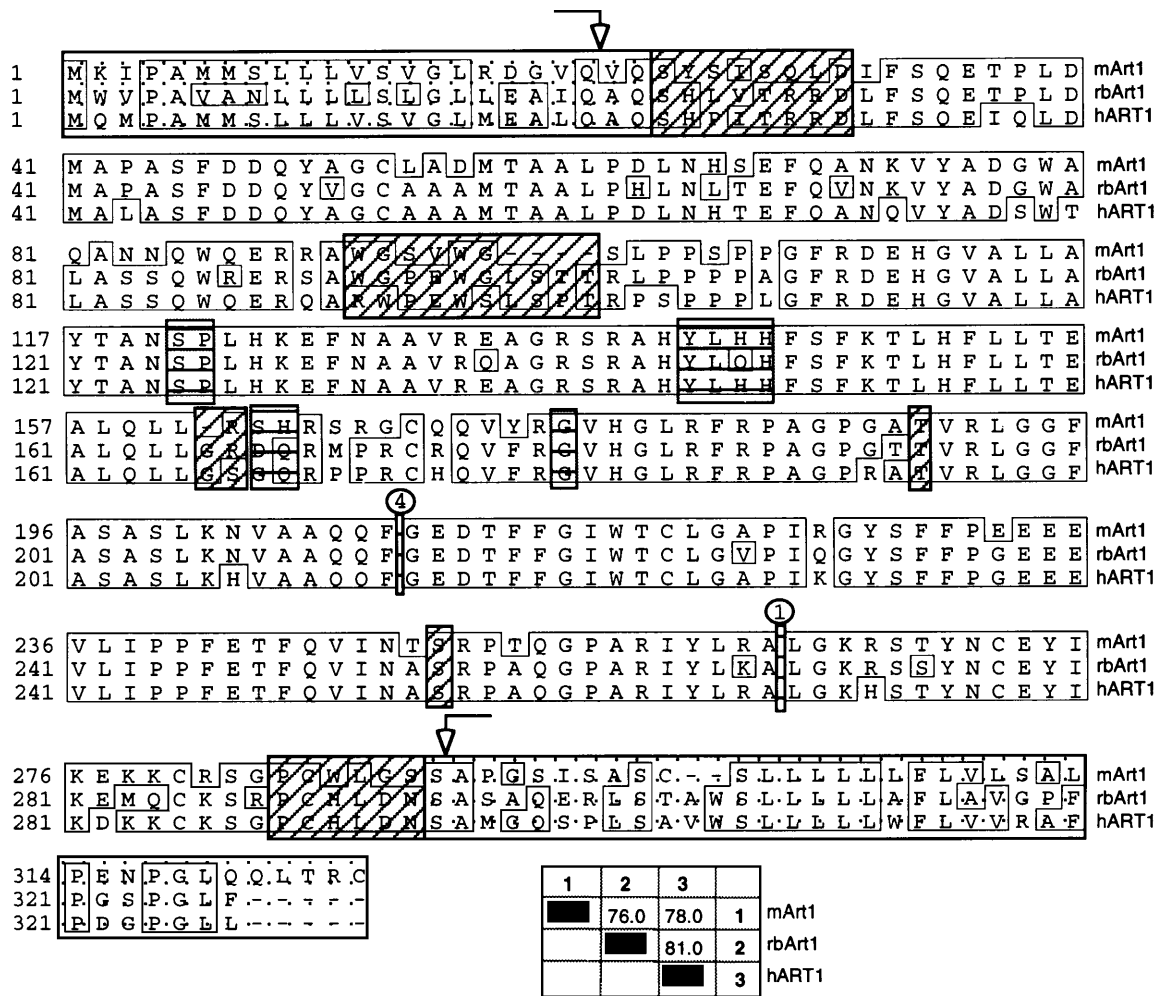 1 M K I P A M M S L L L V S V G L R D G V Q V Q S Y S I S Q L D I F S Q E T P L D mArt1
1 M W V P A V A N L L L L S L G L L E A I Q A Q S H L V T R R D L F S Q E T P L D rbArt1
1 M Q M P A M M S L L L V S V G L M E A L Q A Q S H P I T R R D L F S Q E I Q L D hART1
41 M A P A S F D D Q Y A G C L A D M T A A L P D L N H S E F Q A N K V Y A D G W A mArt1
41 M A P A S F D D Q Y V G C A A A M T A A L P H L N L T E F Q V N K V Y A D G W A rbArt1
41 M A L A S F D D Q Y A G C A A A M T A A L P D L N H T E F Q A N Q V Y A D S W T hART1
81 Q A N N Q W Q E R R A W G S V W G - - - - S L P P S P P G F R D E H G V A L L A mArt1
81 L A S S Q W R E R S A W G P E W G L S T T R L P P P P A G F R D E H G V A L L A rbArt1
81 L A S S Q W Q E R Q A R W P E W S L S P T R P S P P P L G F R D E H G V A L L A hART1
117 Y T A N S P L H K E F N A A V R E A G R S R A H Y L H H F S F K T L H F L L T E mArt1
121 Y T A N S P L H K E F N A A V R Q A G R S R A H Y L Q H F S F K T L H F L L T E rbArt1
121 Y T A N S P L H K E F N A A V R E A G R S R A H Y L H H F S F K T L H F L L T E hART1
157 A L Q L L - R S H R S R G C Q Q V Y R G V H G L R F R P A G P G A T V R L G G F mArt1
161 A L Q L L G R D Q R M P R C R Q V F R G V H G L R F R P A G P G T T V R L G G F rbArt1
161 A L Q L L G S G Q R P P R C H Q V F R G V H G L R F R P A G P R A T V R L G G F hART1
4
196 A S A S L K N V A A Q Q F G E D T F F G I W T C L G A P I R G Y S F F P E E E E mArt1
201 A S A S L K N V A A Q Q F G E D T F F G I W T C L G V P I Q G Y S F F P G E E E rbArt1
201 A S A S L K H V A A Q Q F G E D T F F G I W T C L G A P I K G Y S F F P G E E E hART1
1
236 V L I P P F E T F Q V I N T S R P T Q G P A R I Y L R A L G K R S T Y N C E Y I mArt1
241 V L I P P F E T F Q V I N A S R P A Q G P A R I Y L K A L G K R S S Y N C E Y I rbArt1
241 V L I P P F E T F Q V I N A S R P A Q G P A R I Y L R A L G K H S T Y N C E Y I hART1
276 K E K K C R S G P C W L G S S A P G S I S A S C - - S L L L L L L F L V L S A L mArt1
281 K E M Q C K S R P C H L D N S A S A Q E R L S T A W S L L L L L A F L A V G P F rbArt1
281 K D K K C K S G P C H L D N S A M G Q S P L S A V W S L L L L L W F L V V R A F hART1
314 P E N P G L Q Q L T R C
321 P G S P G L F - - - - -
321 P D G P G L L - - - - -
1 2 3
76.0 78.0 1 mArt1
81.0 2 rbArt1
3 hART1